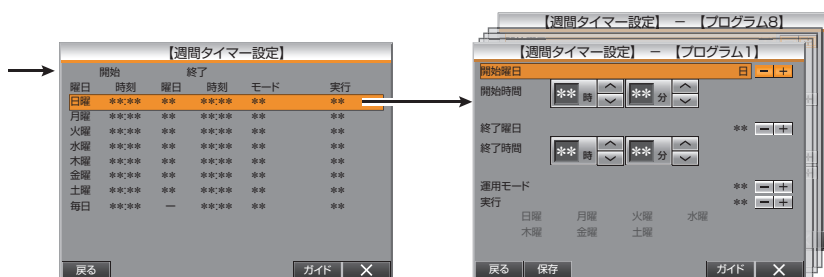 【週間タイマー設定】 － 【プログラム8】
【週間タイマー設定】
開始 終了
曜日 時刻 曜日 時刻 モード 実行
日曜 **:** ** **:** ** **
月曜 **:** ** **:** ** **
火曜 **:** ** **:** ** **
水曜 **:** ** **:** ** **
木曜 **:** ** **:** ** **
金曜 **:** ** **:** ** **
土曜 **:** ** **:** ** **
毎日 **:** － **:** ** **
戻る ガイド ×
【週間タイマー設定】 － 【プログラム1】
開始曜日 日 － ＋
開始時間 ** 時 ** 分
終了曜日 ** － ＋
終了時間 ** 時 ** 分
運用モード ** － ＋
実行 ** － ＋
日曜 月曜 火曜 水曜
木曜 金曜 土曜
戻る 保存 ガイド ×